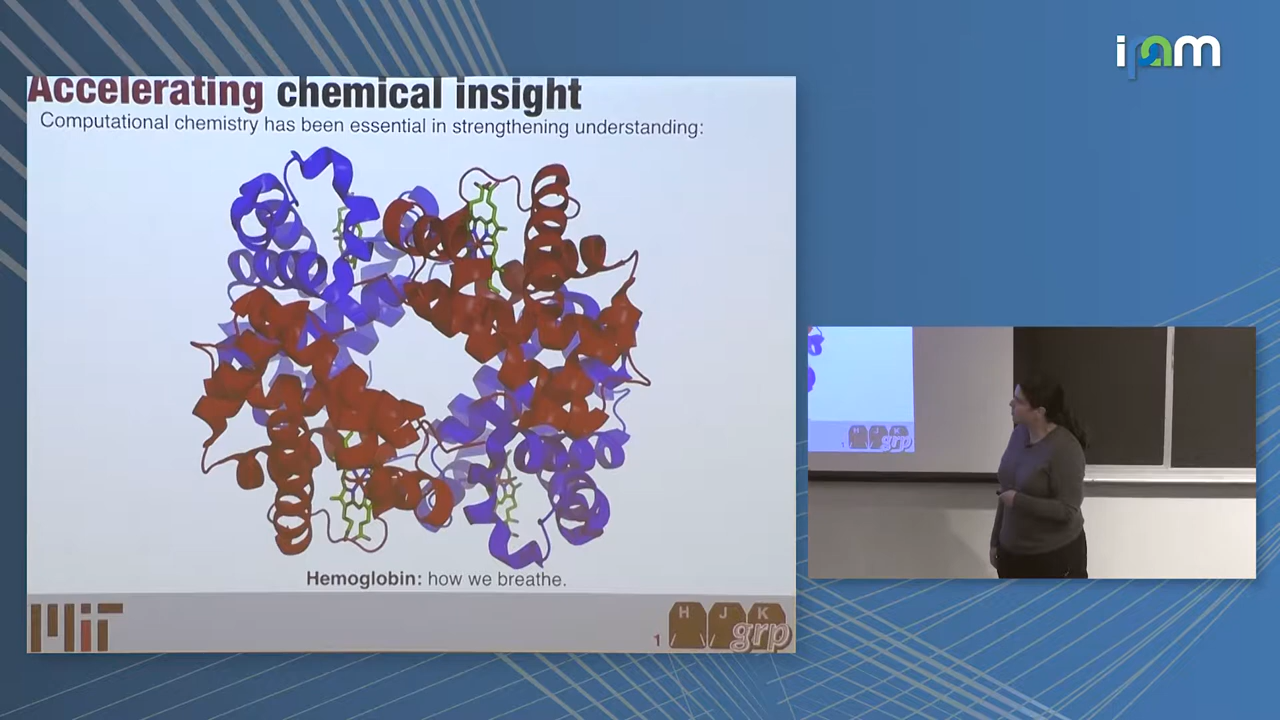 ipam
Accelerating chemical insight
Computational chemistry has been essential in strengthening understanding:
Hemoglobin: how we breathe.
MIT
1
H J K
grp
H J K
grp